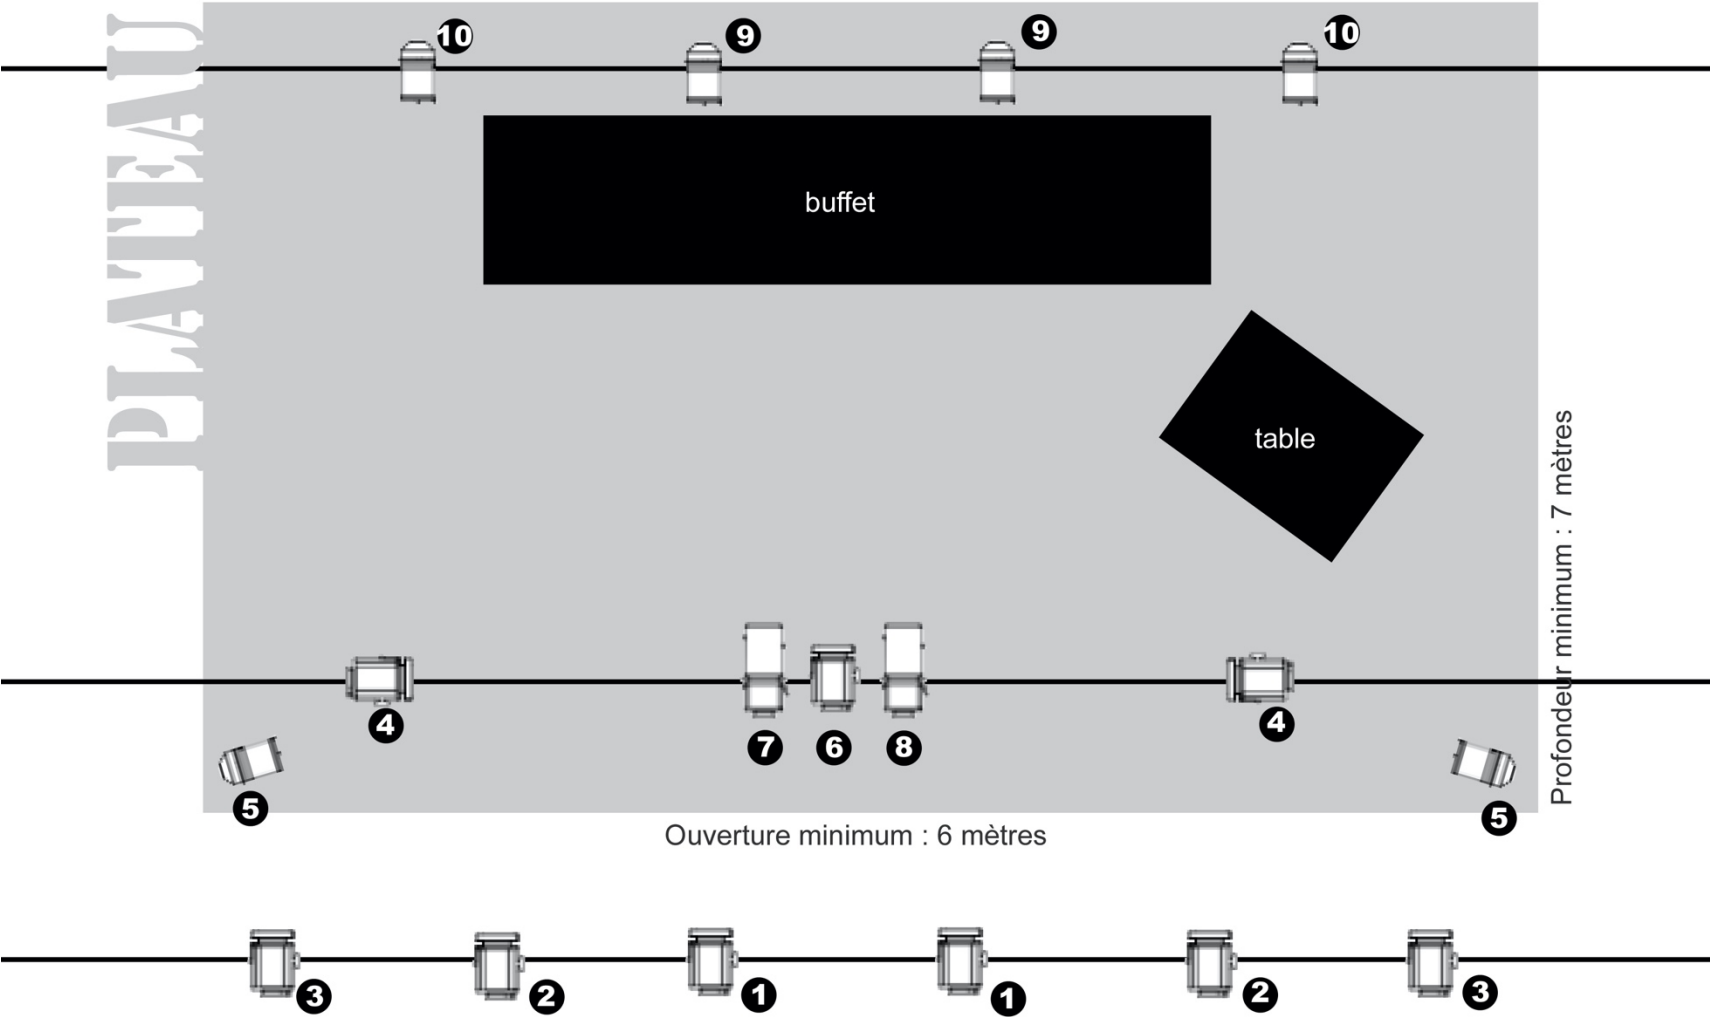 PLATEAU
10 9 9 10
buffet
table
Profondeur minimum : 7 mètres
4 7 6 8 4
5 5
Ouverture minimum : 6 mètres
3 2 1 1 2 3